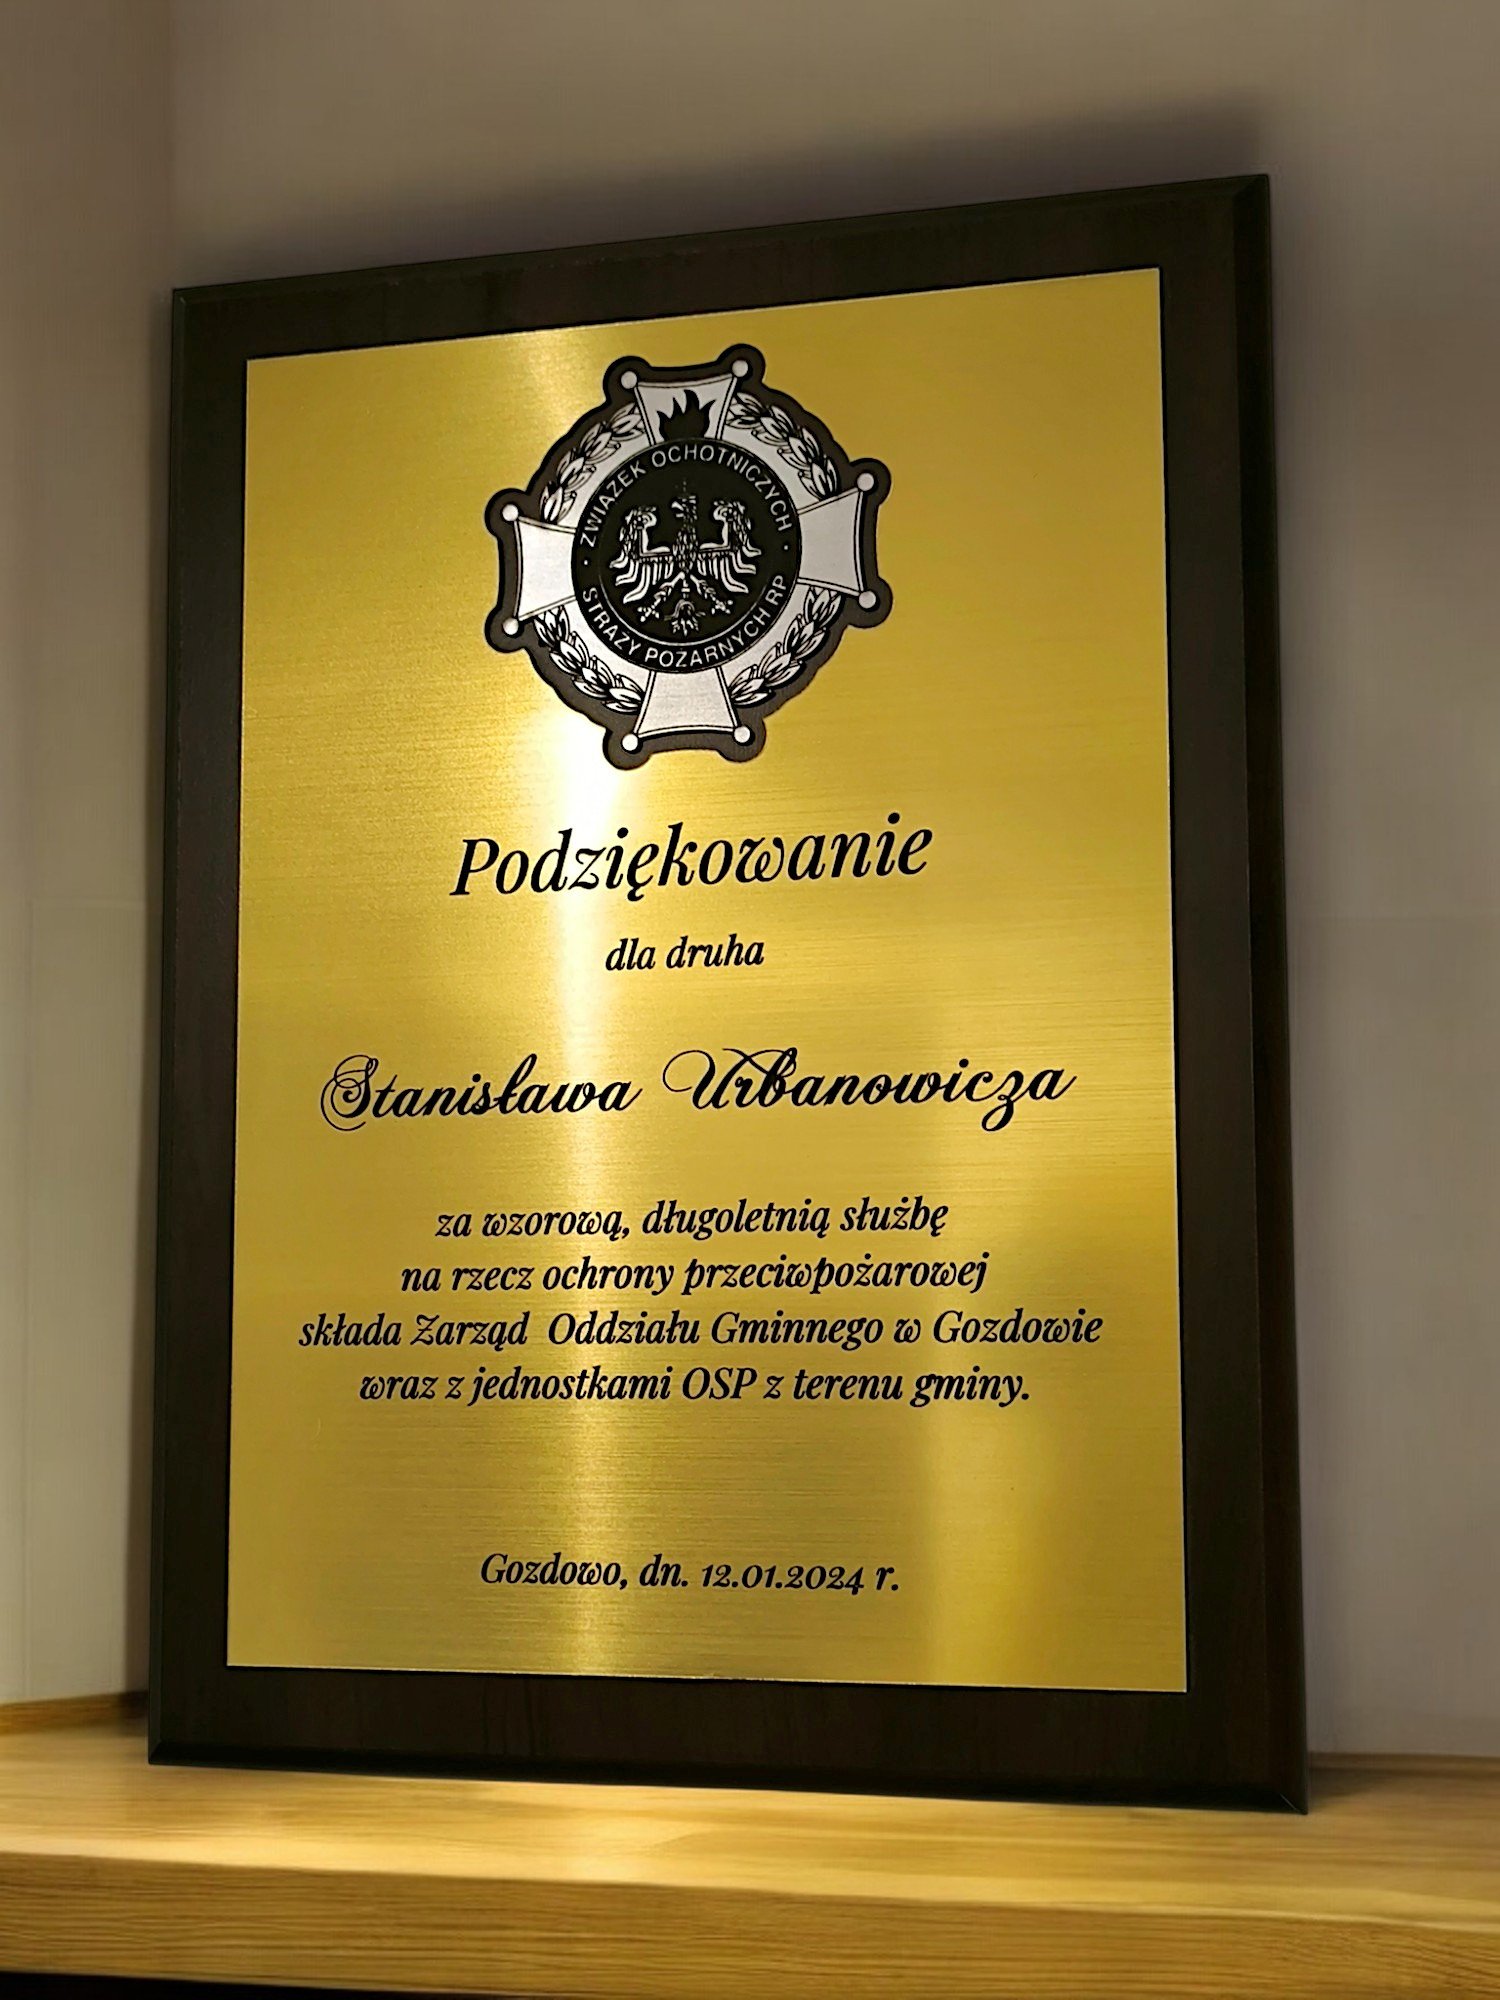 ZWIĄZEK OCHOTNICZYCH
STRAŻY POŻARNYCH RP
Podziękowanie
dla druha
Stanisława Urbanowicza
za wzorową, długoletnią służbę
na rzecz ochrony przeciwpożarowej
składa Zarząd Oddziału Gminnego w Gozdowie
wraz z jednostkami OSP z terenu gminy.
Gozdowo, dn. 12.01.2024 r.